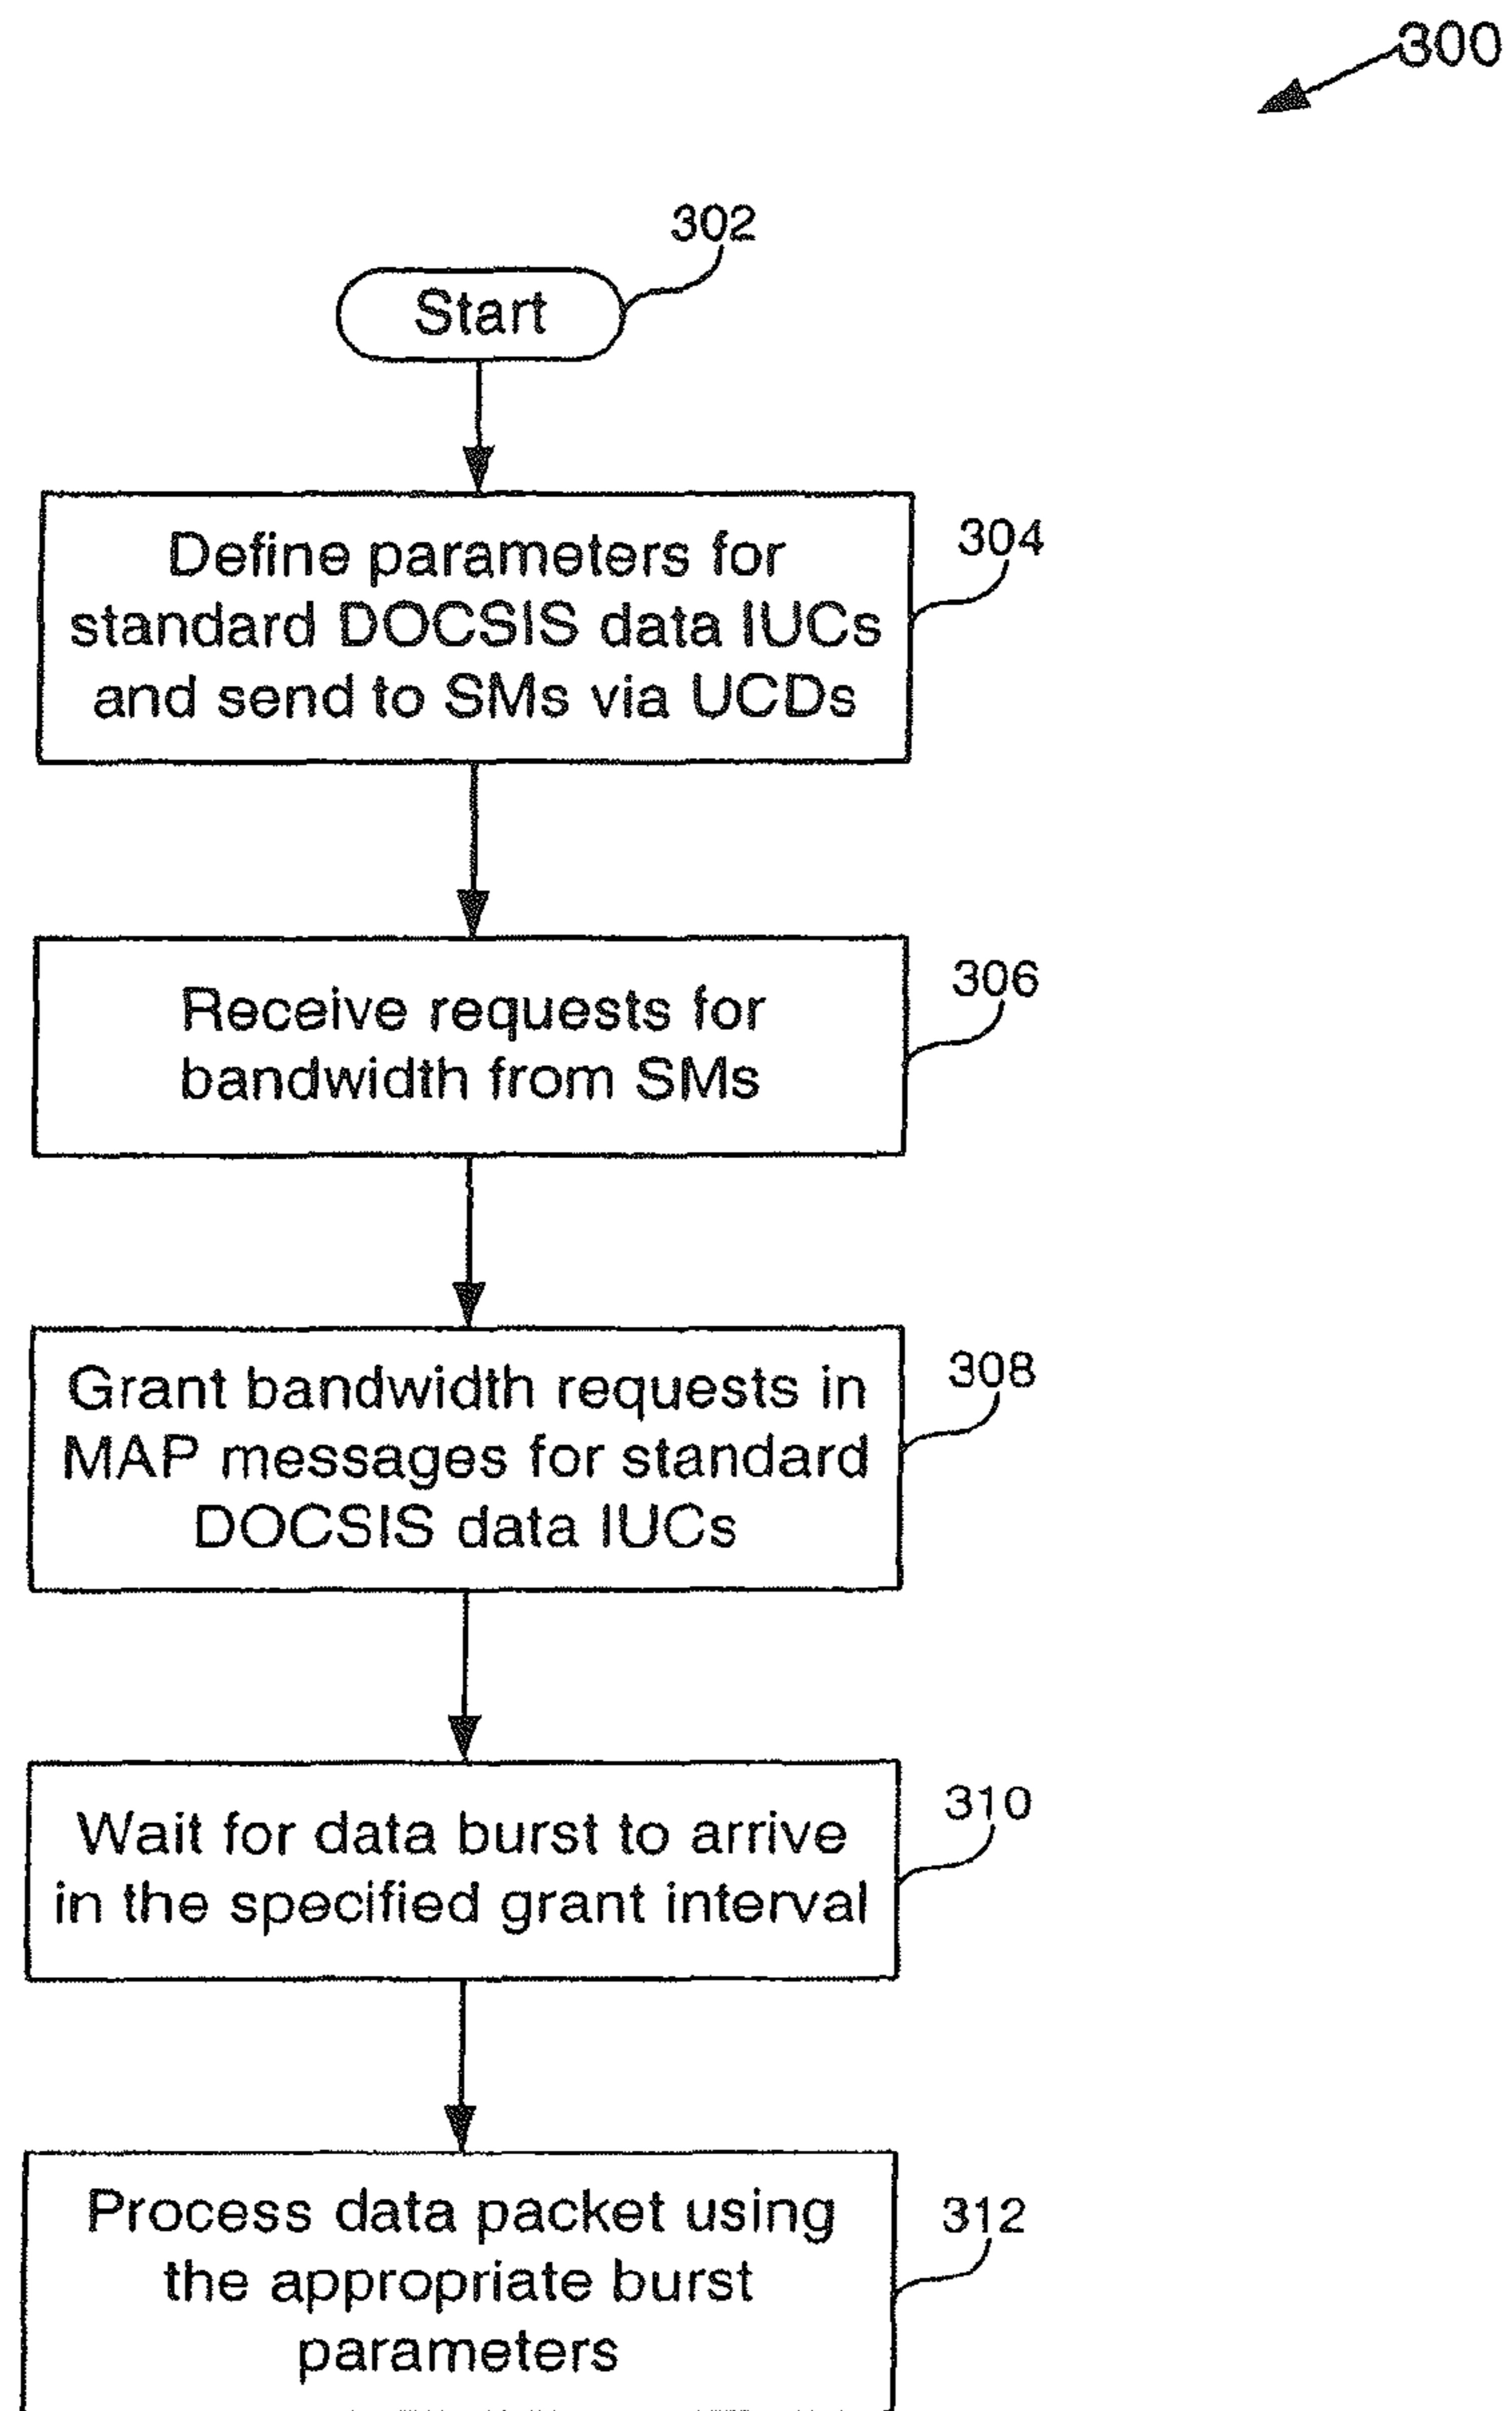 300
302
Start
304
Define parameters for
standard DOCSIS data IUCs
and send to SMs via UCDs
306
Receive requests for
bandwidth from SMs
308
Grant bandwidth requests in
MAP messages for standard
DOCSIS data IUCs
310
Wait for data burst to arrive
in the specified grant interval
312
Process data packet using
the appropriate burst
parameters